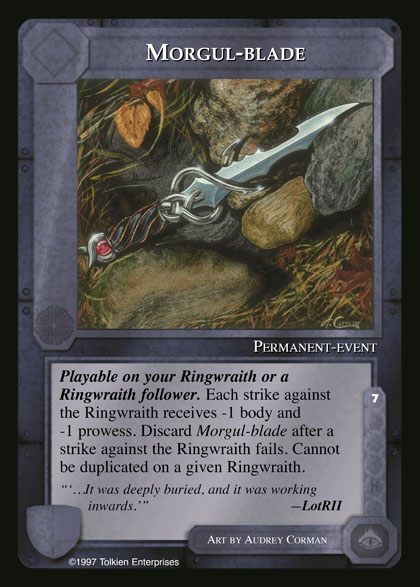 MORGUL-BLADE
A. Corman
PERMANENT-EVENT
Playable on your Ringwraith or a
Ringwraith follower. Each strike against
the Ringwraith receives -1 body and
-1 prowess. Discard Morgul-blade after a
strike against the Ringwraith fails. Cannot
be duplicated on a given Ringwraith.
7
“‘…It was deeply buried, and it was working
inwards.’”
—LotRII
H
ART BY AUDREY CORMAN
©1997 Tolkien Enterprises